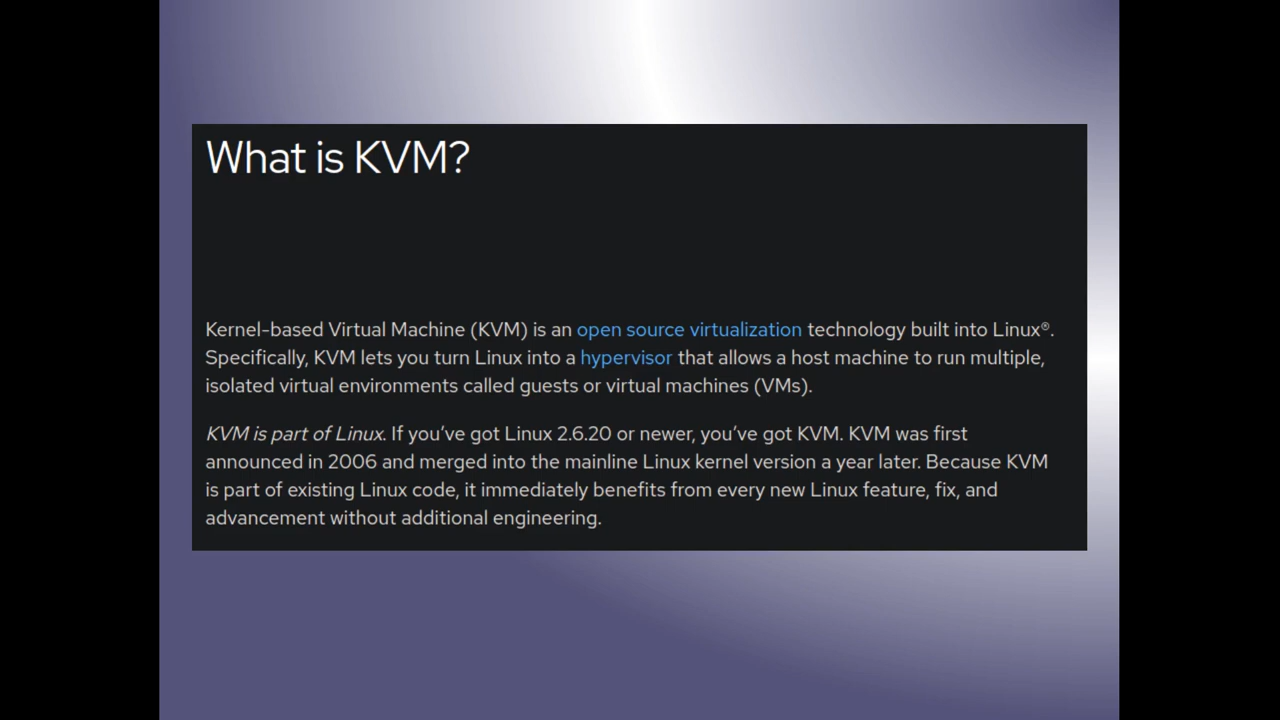 What is KVM?
Kernel-based Virtual Machine (KVM) is an open source virtualization technology built into Linux®.
Specifically, KVM lets you turn Linux into a hypervisor that allows a host machine to run multiple,
isolated virtual environments called guests or virtual machines (VMs).
KVM is part of Linux. If you’ve got Linux 2.6.20 or newer, you’ve got KVM. KVM was first
announced in 2006 and merged into the mainline Linux kernel version a year later. Because KVM
is part of existing Linux code, it immediately benefits from every new Linux feature, fix, and
advancement without additional engineering.